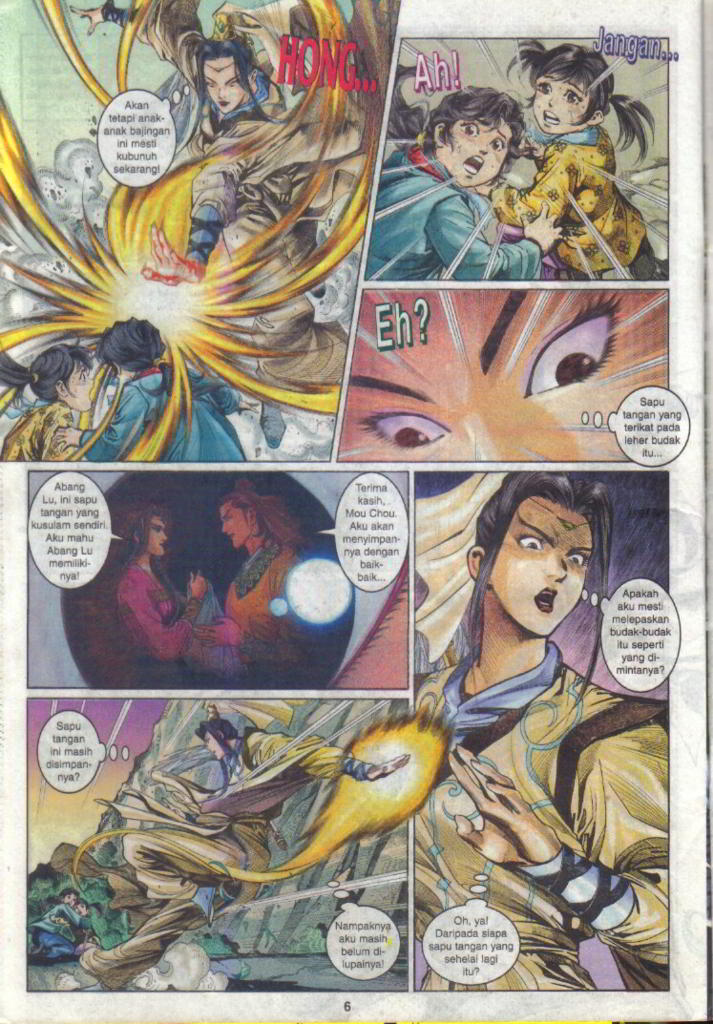 HONG...
Akan
tetapi anak-
anak bajingan
ini mesti
kubunuh
sekarang!
Ah!
Jangan...
Eh?
Sapu
tangan yang
terikat pada
leher budak
itu...
Abang
Lu, ini sapu
tangan yang
kusulam sendiri.
Aku mahu
Abang Lu
memiliki-
nya!
Terima
kasih,
Mou Chou.
Aku akan
menyimpan-
nya dengan
baik-
baik...
Apakah
aku mesti
melepaskan
budak-budak
itu seperti
yang di-
mintanya?
Oh, ya!
Daripada siapa
sapu tangan yang
sehelai lagi
itu?
Sapu
tangan
ini masih
disimpan-
nya?
Nampaknya
aku masih
belum di-
lupainya!
6